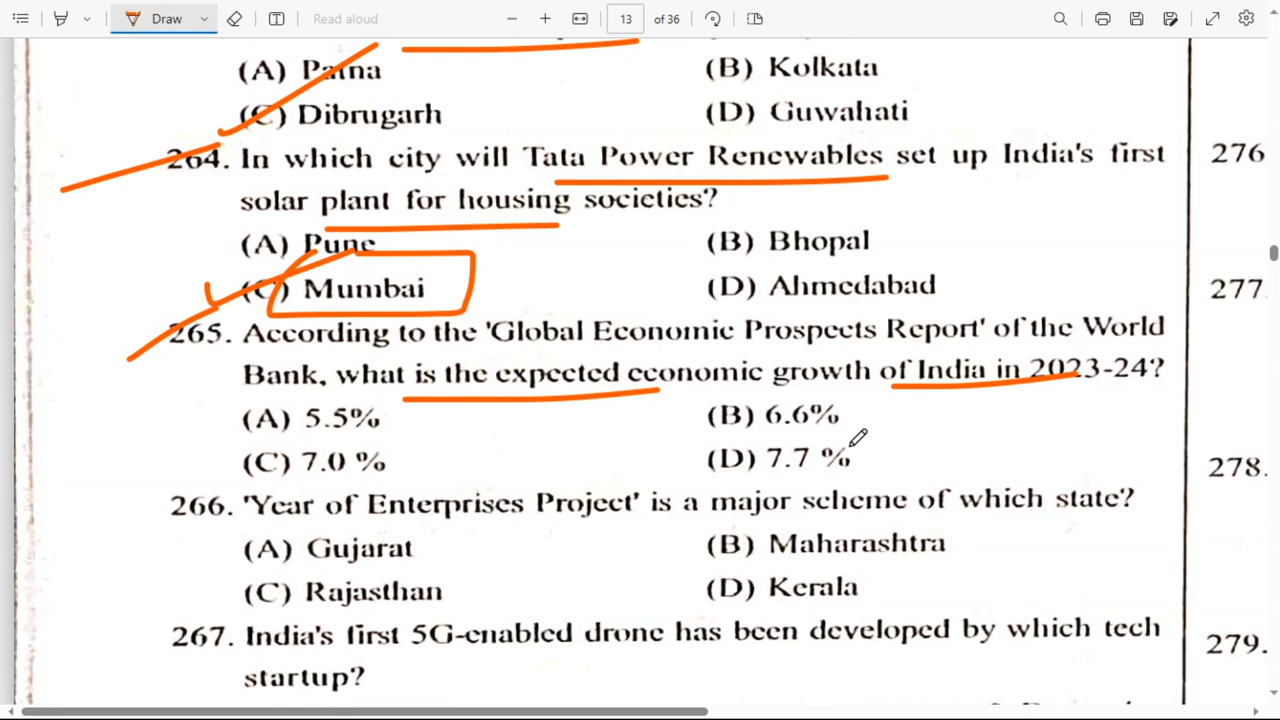 Draw
Read aloud
13 of 36
(A) Patna (B) Kolkata
(C) Dibrugarh (D) Guwahati
264. In which city will Tata Power Renewables set up India's first
solar plant for housing societies?
(A) Pune (B) Bhopal
(C) Mumbai (D) Ahmedabad
265. According to the 'Global Economic Prospects Report' of the World
Bank, what is the expected economic growth of India in 2023-24?
(A) 5.5% (B) 6.6%
(C) 7.0 % (D) 7.7 %
266. 'Year of Enterprises Project' is a major scheme of which state?
(A) Gujarat (B) Maharashtra
(C) Rajasthan (D) Kerala
267. India's first 5G-enabled drone has been developed by which tech
startup?
276
277.
278.
279.